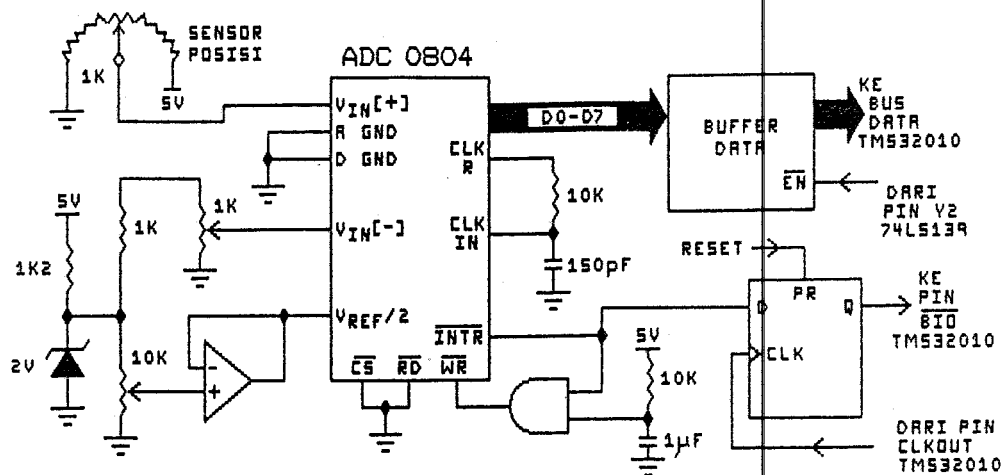 SENSOR
POSISI
1K
5V
ADC 0804
VIN[+]
A GND
D GND
VIN[-]
VREF/2
CLK
R
CLK
IN
INTR
CS RD WR
D0-D7
BUFFER
DATA
EN
KE
BUS
DATA
TMS32010
DARI
PIN Y2
74LS139
10K
150pF
RESET
PR
D
Q
CLK
KE
PIN
BIO
TMS32010
DARI PIN
CLKOUT
TMS32010
5V
1K2
2V
1K
1K
10K
-
+
5V
10K
1µF